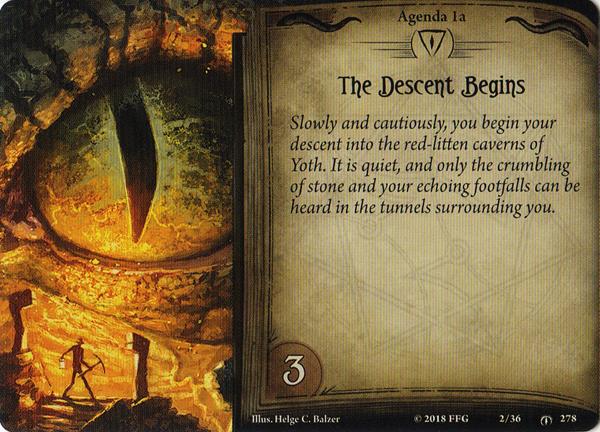 Agenda 1a
The Descent Begins
Slowly and cautiously, you begin your
descent into the red-litten caverns of
Yoth. It is quiet, and only the crumbling
of stone and your echoing footfalls can be
heard in the tunnels surrounding you.
3
Illus. Helge C. Balzer © 2018 FFG 2/36 278